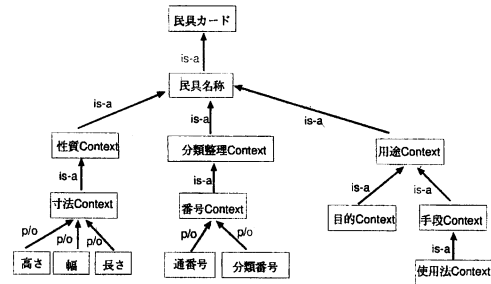 民具カード
is-a
民具名称
is-a
is-a
is-a
性質Context
分類整理Context
用途Context
is-a
is-a
is-a
is-a
寸法Context
番号Context
目的Context
手段Context
p/o
p/o
p/o
p/o
p/o
is-a
高さ
幅
長さ
通番号
分類番号
使用法Context